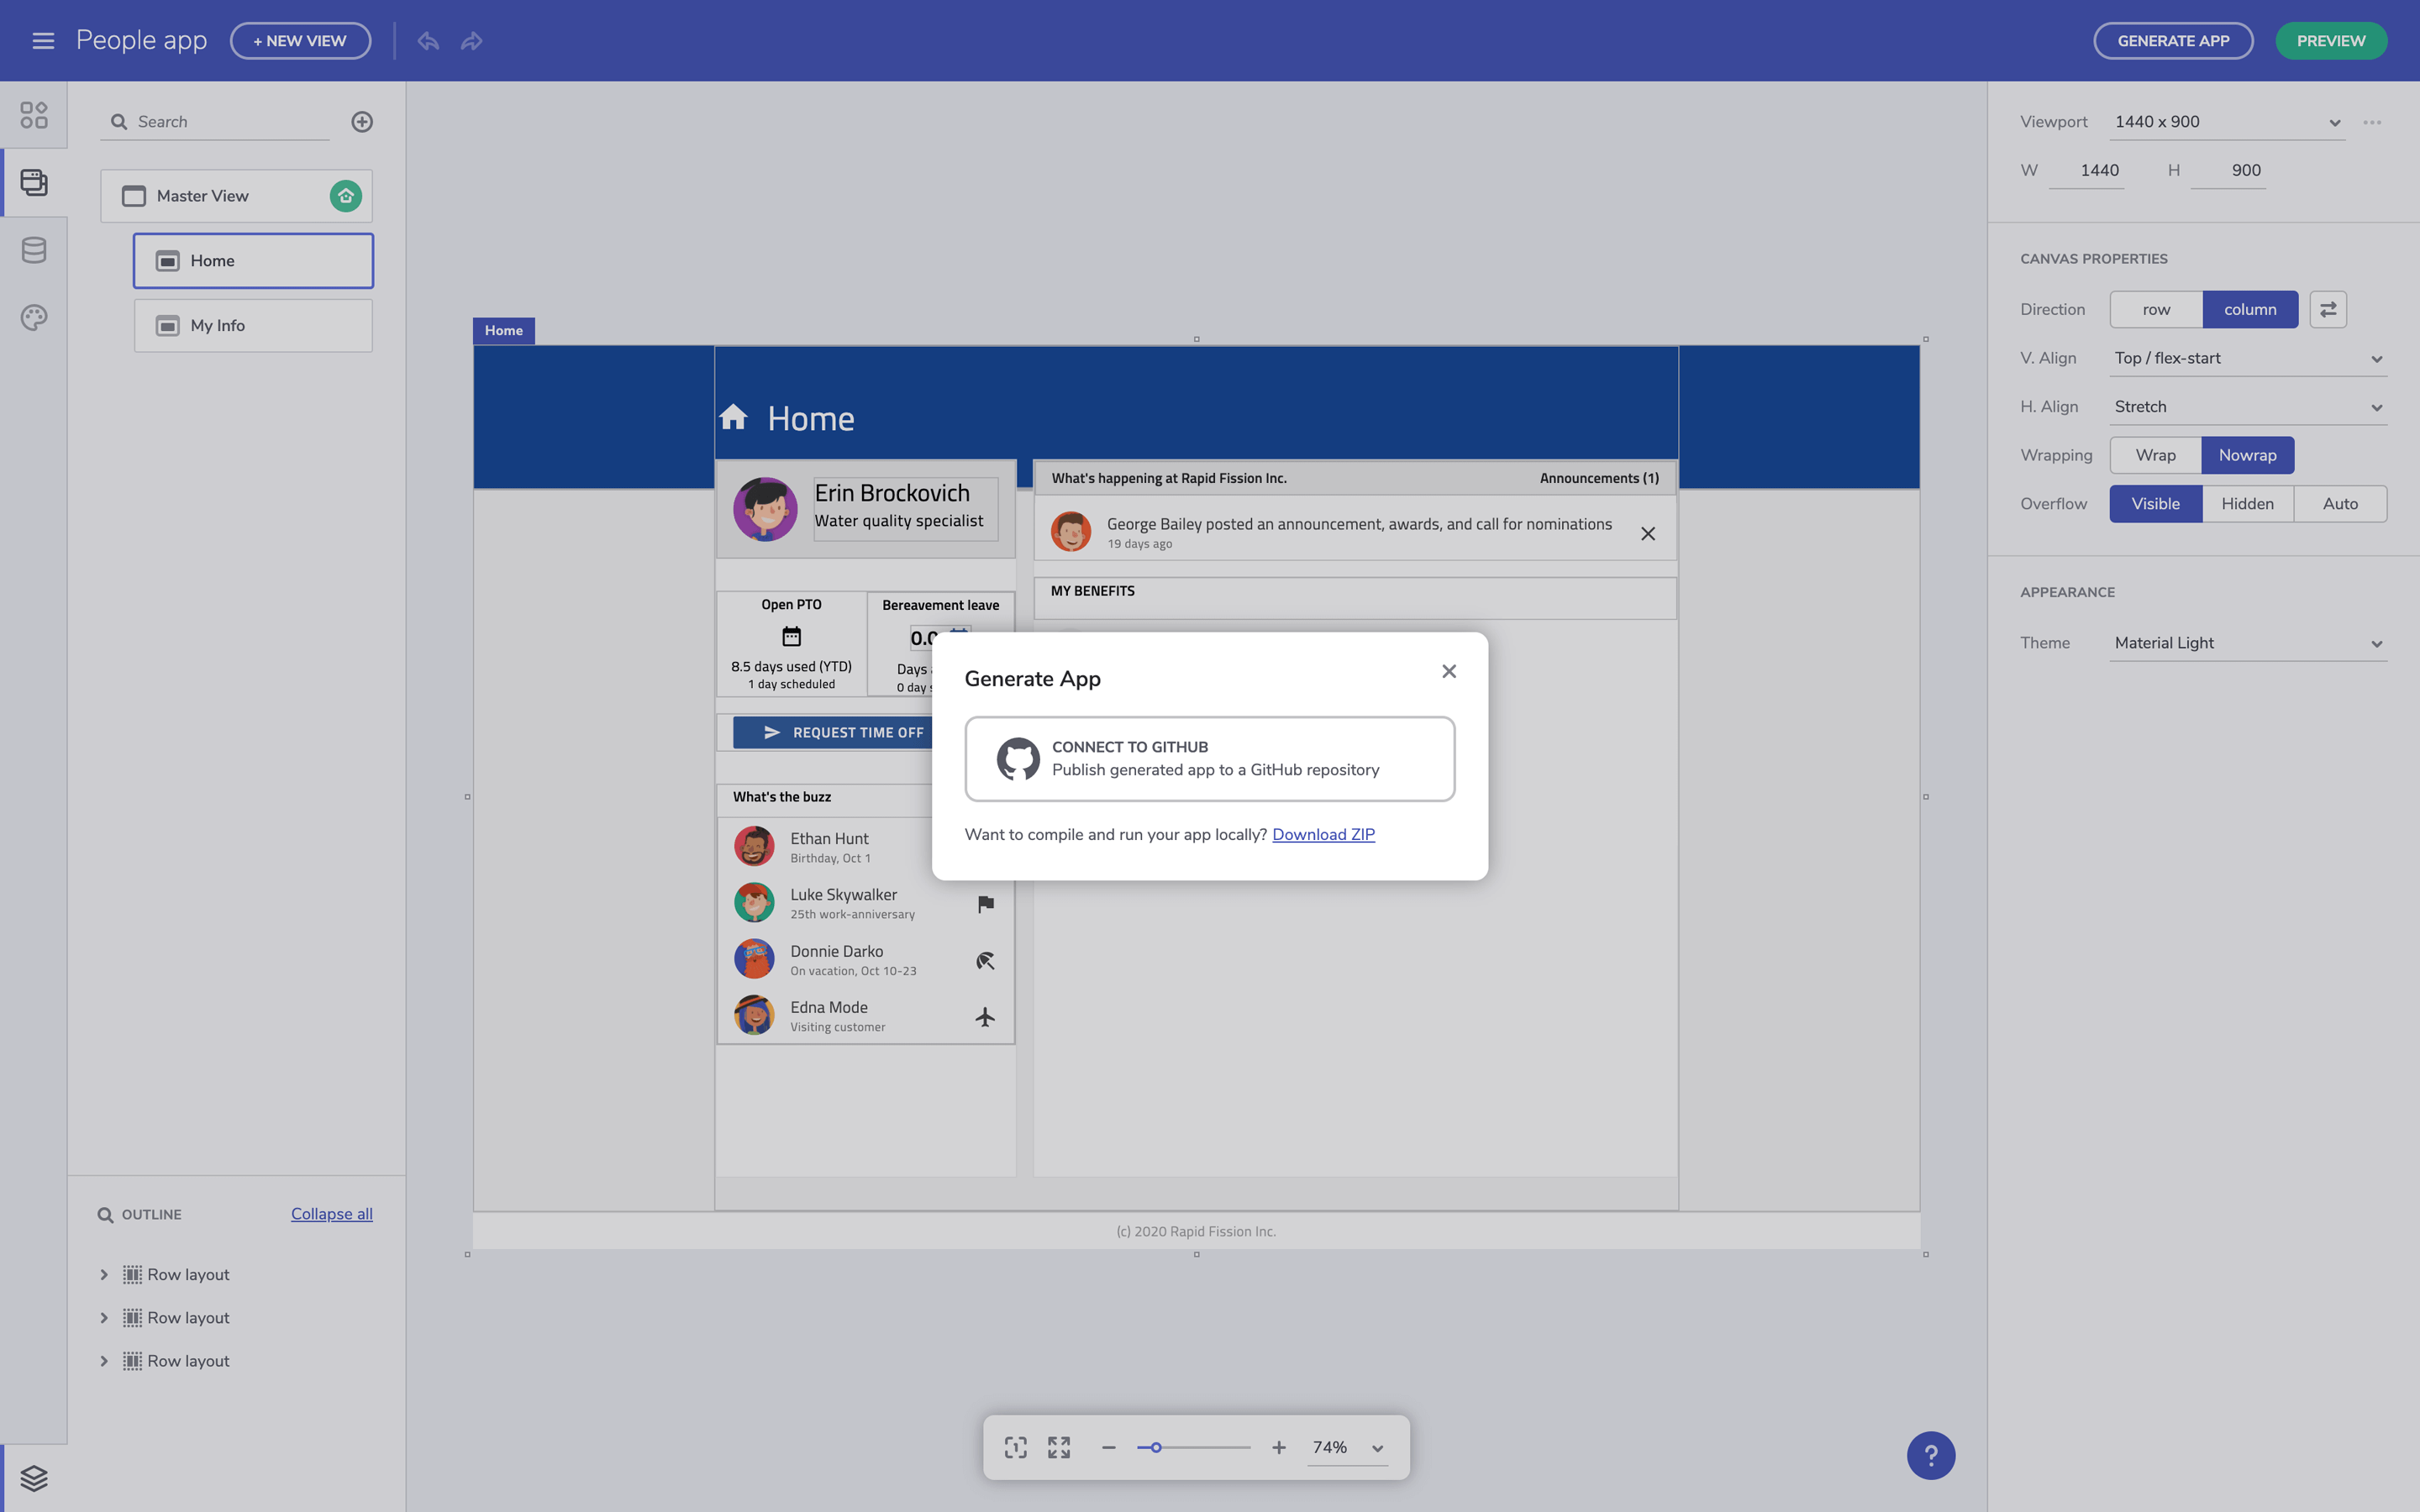 People app
+ NEW VIEW
GENERATE APP
PREVIEW
Search
Master View
Home
My Info
OUTLINE
Collapse all
Row layout
Row layout
Row layout
Home
Home
Erin Brockovich
Water quality specialist
Open PTO
8.5 days used (YTD)
1 day scheduled
Bereavement leave
Days
0 day
REQUEST TIME OFF
What's the buzz
Ethan Hunt
Birthday, Oct 1
Luke Skywalker
25th work-anniversary
Donnie Darko
On vacation, Oct 10-23
Edna Mode
Visiting customer
What's happening at Rapid Fission Inc.
Announcements (1)
George Bailey posted an announcement, awards, and call for nominations
19 days ago
MY BENEFITS
Generate App
CONNECT TO GITHUB
Publish generated app to a GitHub repository
Want to compile and run your app locally? Download ZIP
(c) 2020 Rapid Fission Inc.
74%
?
Viewport 1440 x 900
W 1440 H 900
CANVAS PROPERTIES
Direction row column
V. Align Top / flex-start
H. Align Stretch
Wrapping Wrap Nowrap
Overflow Visible Hidden Auto
APPEARANCE
Theme Material Light